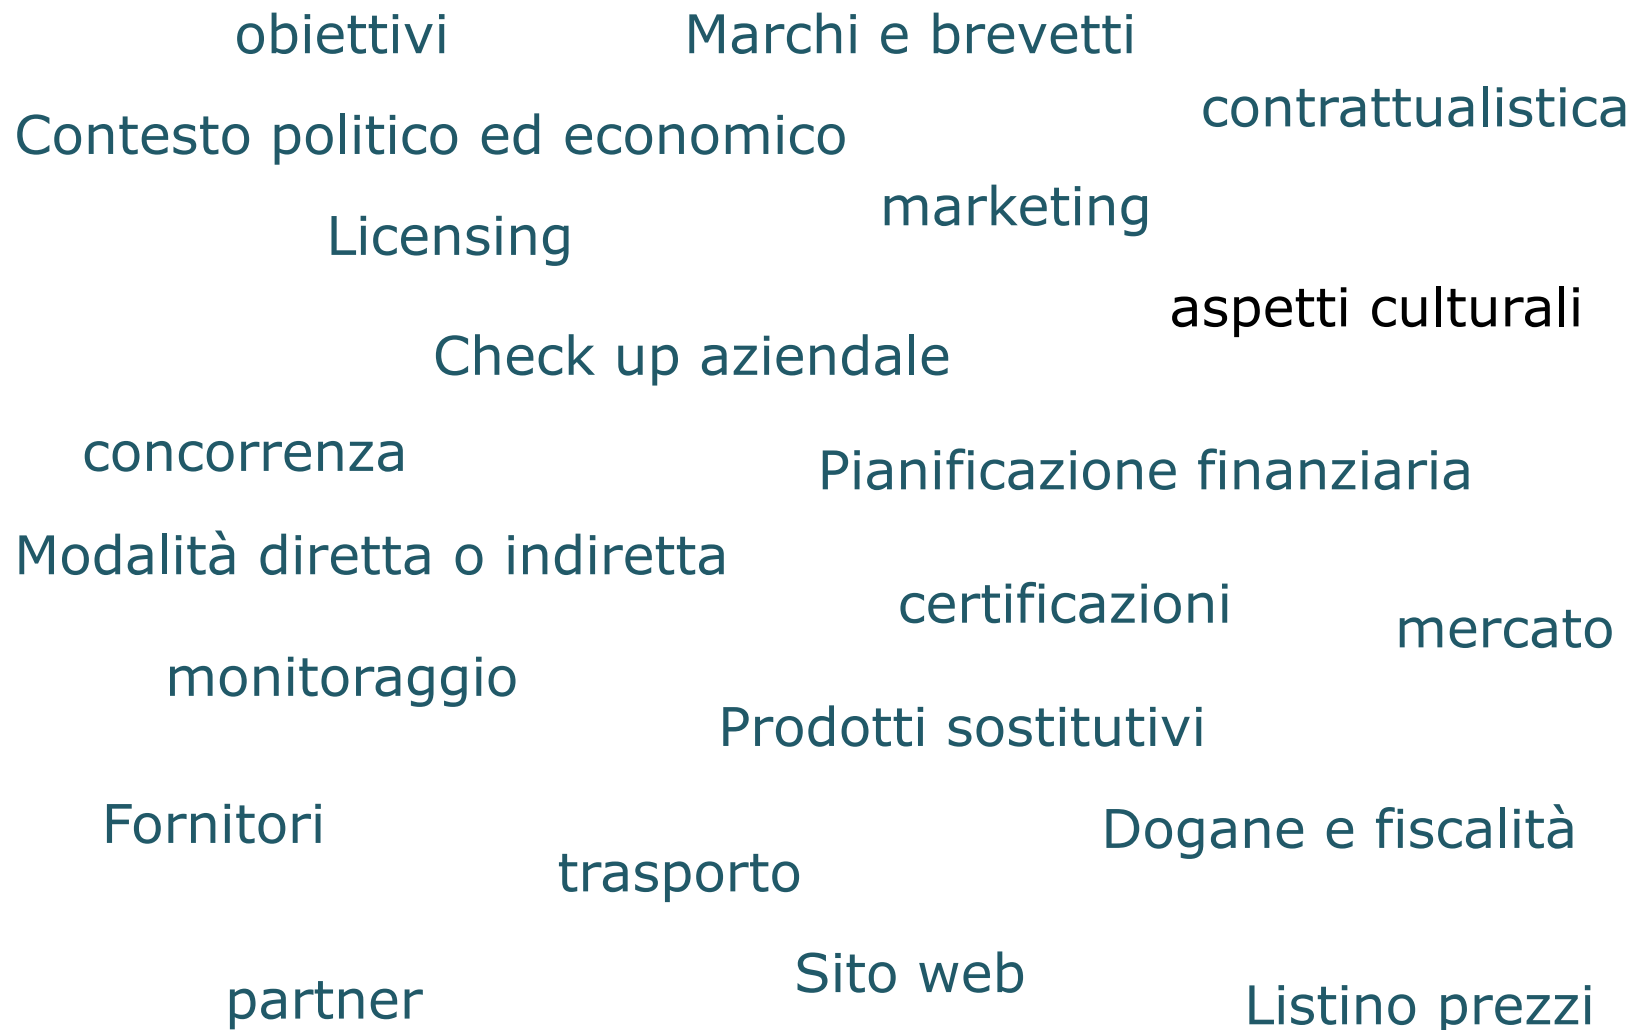 obiettivi
Marchi e brevetti
contrattualistica
Contesto politico ed economico
marketing
Licensing
aspetti culturali
Check up aziendale
concorrenza
Pianificazione finanziaria
Modalità diretta o indiretta
certificazioni
mercato
monitoraggio
Prodotti sostitutivi
Fornitori
Dogane e fiscalità
trasporto
Sito web
partner
Listino prezzi